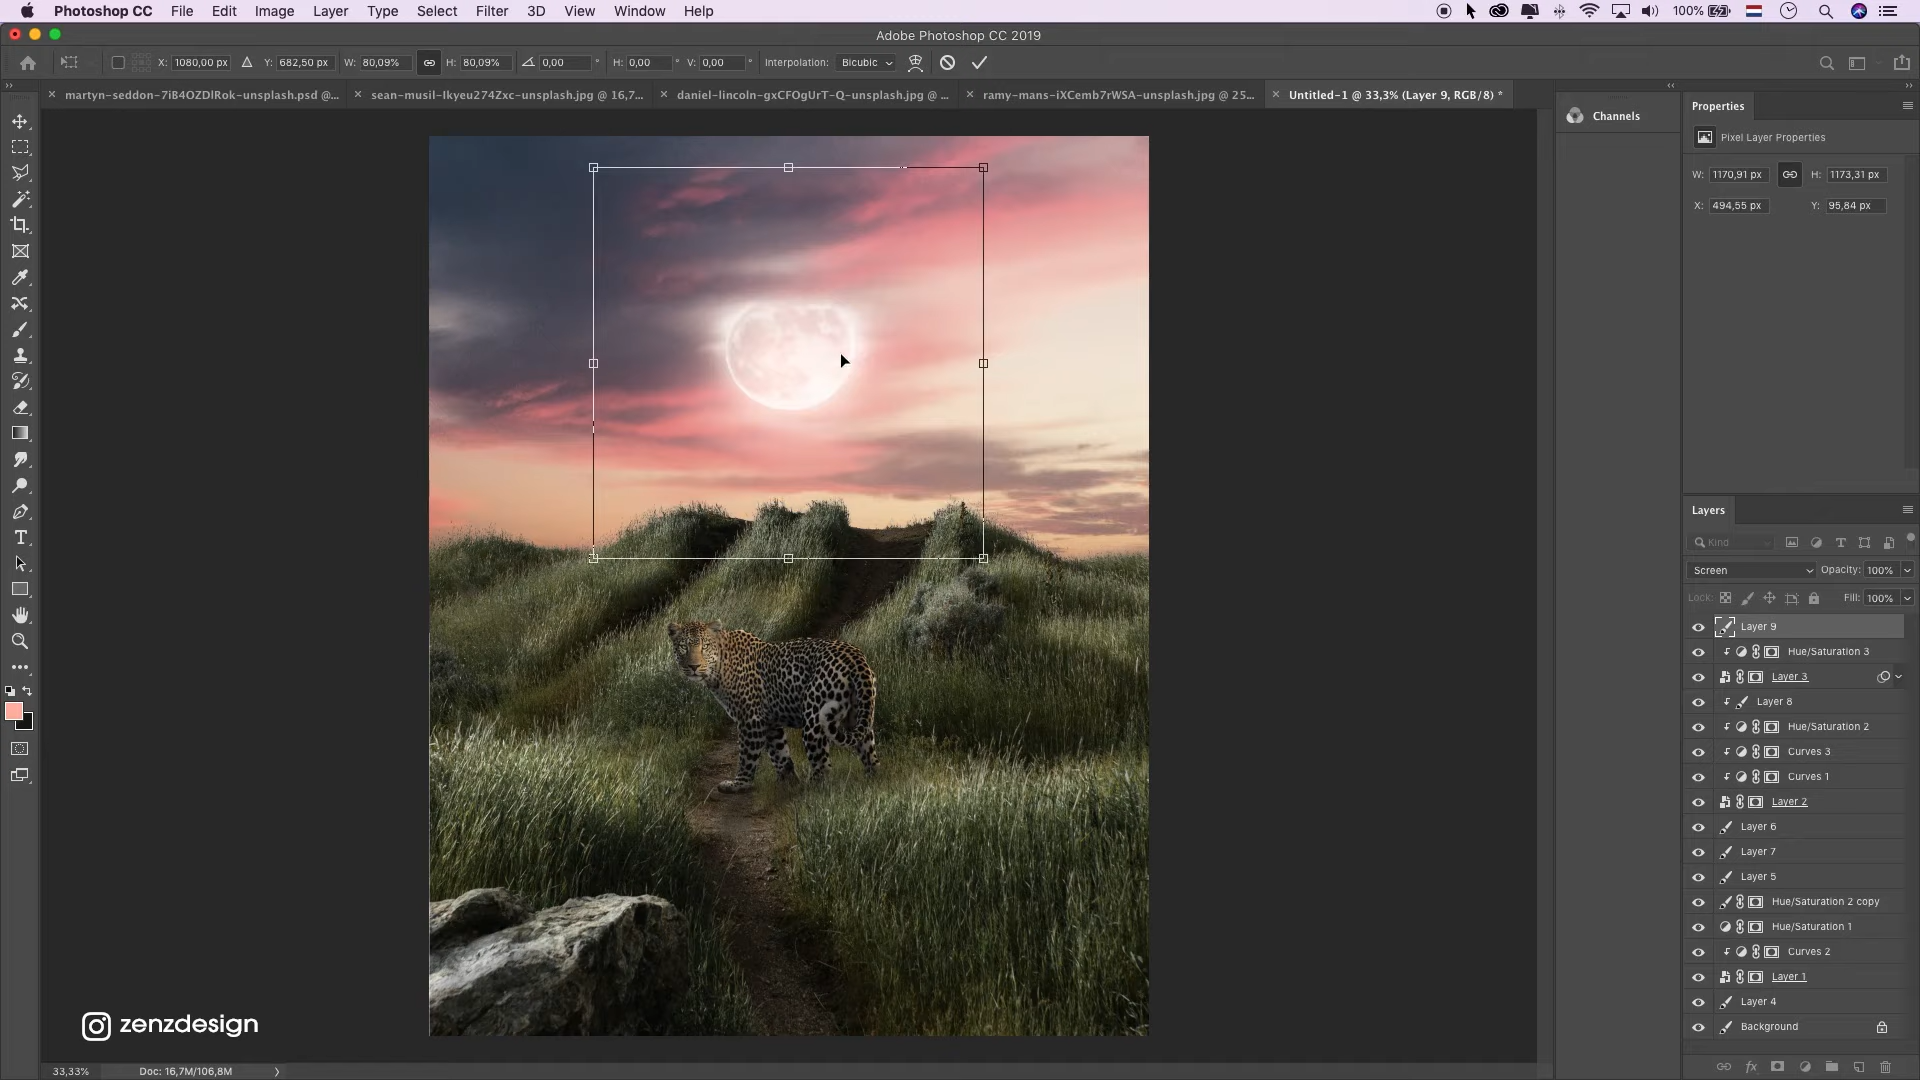 Photoshop CC File Edit Image Layer Type Select Filter 3D View Window Help
100%
Adobe Photoshop CC 2019
X: 1080,00 px Y: 682,50 px W: 80,09% H: 80,09% 0,00 ° H: 0,00 ° V: 0,00 ° Interpolation: Bicubic
martyn-seddon-7iB4OZDlRok-unsplash.psd @...
sean-musil-Ikyeu274Zxc-unsplash.jpg @ 16,7...
daniel-lincoln-gxCFOgUrT-Q-unsplash.jpg @ ...
ramy-mans-iXCemb7rWSA-unsplash.jpg @ 25...
Untitled-1 @ 33,3% (Layer 9, RGB/8) *
Channels
Properties
Pixel Layer Properties
W: 1170,91 px H: 1173,31 px
X: 494,55 px Y: 95,84 px
Layers
Kind
Screen Opacity: 100%
Lock: Fill: 100%
Layer 9
Hue/Saturation 3
Layer 3
Layer 8
Hue/Saturation 2
Curves 3
Curves 1
Layer 2
Layer 6
Layer 7
Layer 5
Hue/Saturation 2 copy
Hue/Saturation 1
Curves 2
Layer 1
Layer 4
Background
zenzdesign
33,33% Doc: 16,7M/106,8M